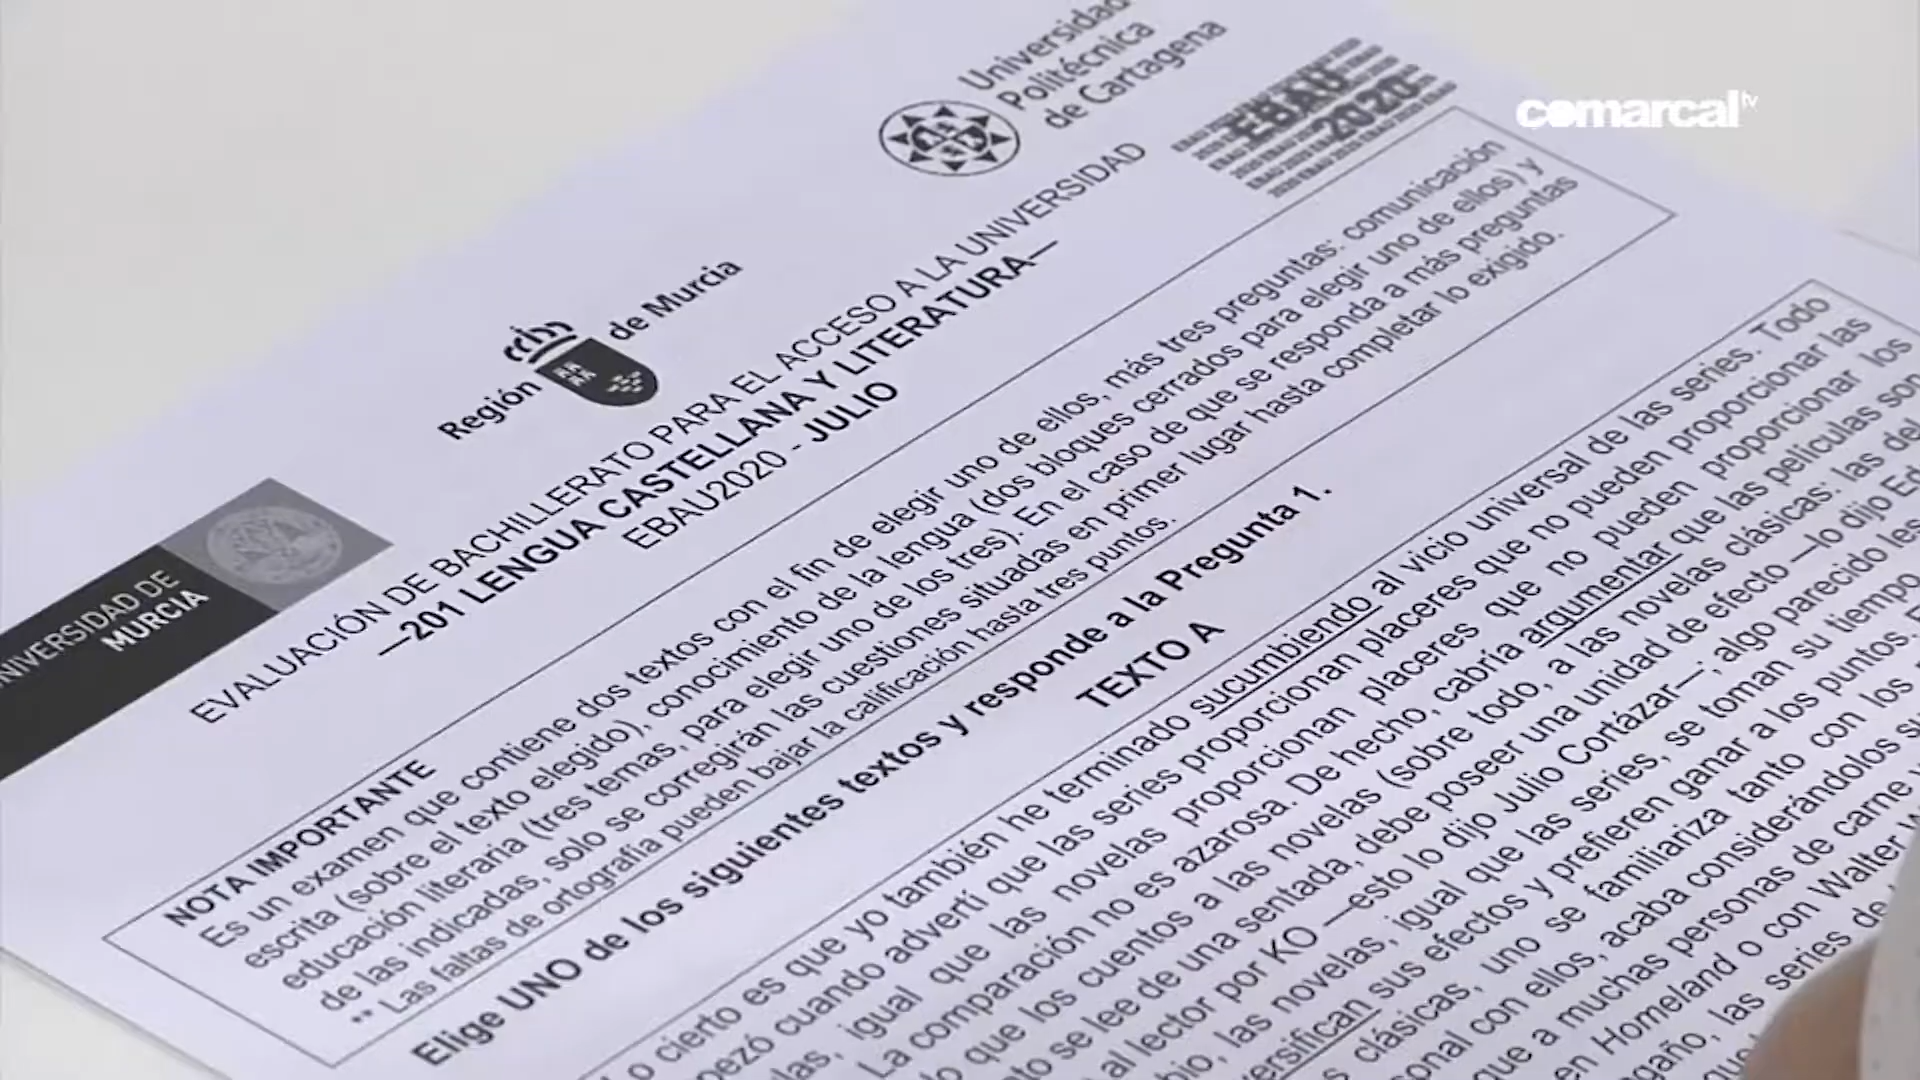 comarcal tv
Universidad
Politécnica
de Cartagena
EBAU
2020
Región de Murcia
UNIVERSIDAD DE
MURCIA
EVALUACIÓN DE BACHILLERATO PARA EL ACCESO A LA UNIVERSIDAD
—201 LENGUA CASTELLANA Y LITERATURA—
EBAU2020 - JULIO
NOTA IMPORTANTE
Es un examen que contiene dos textos con el fin de elegir uno de ellos, más tres preguntas: comunicación
escrita (sobre el texto elegido), conocimiento de la lengua (dos bloques cerrados para elegir uno de ellos) y
educación literaria (tres temas, para elegir uno de los tres). En el caso de que se responda a más preguntas
de las indicadas, solo se corregirán las cuestiones situadas en primer lugar hasta completar lo exigido.
** Las faltas de ortografía pueden bajar la calificación hasta tres puntos.
Elige UNO de los siguientes textos y responde a la Pregunta 1.
TEXTO A
Lo cierto es que yo también he terminado sucumbiendo al vicio universal de las series. Todo
empezó cuando advertí que las series proporcionan placeres que no pueden proporcionar las
igual que las novelas proporcionan placeres que no pueden proporcionar los
La comparación no es azarosa. De hecho, cabría argumentar que las películas son
lo que los cuentos a las novelas (sobre todo, a las novelas clásicas: las del
se lee de una sentada, debe poseer una unidad de efecto —lo dijo
al lector por KO —esto lo dijo Julio Cortázar—; algo parecido
las novelas, igual que las series, se toman su tiempo
sus efectos y prefieren ganar a los puntos.
clásicas, uno se familiariza tanto con los
con ellos, acaba considerándolos
que a muchas personas de carne y
en Homeland o con Walter
las series de